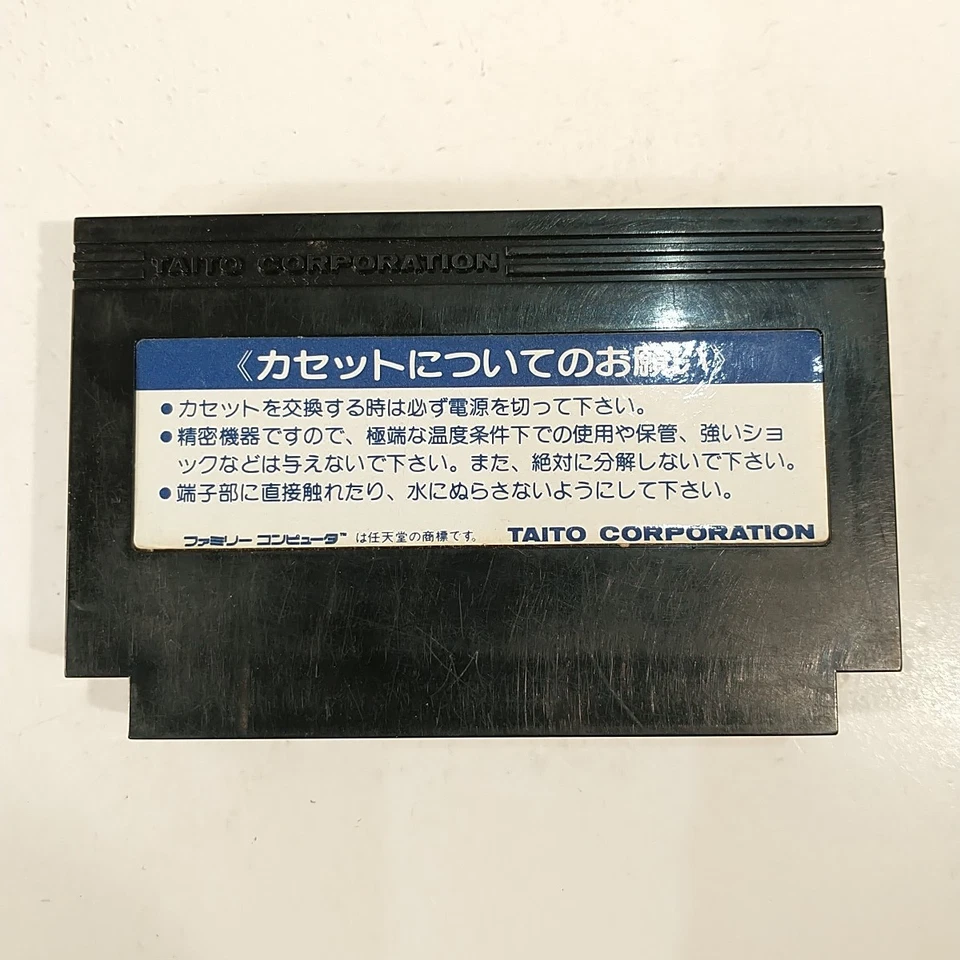 TAITO CORPORATION
《カセットについてのお願い》
●カセットを交換する時は必ず電源を切って下さい。
●精密機器ですので、極端な温度条件下での使用や保管、強いショ
ックなどは与えないで下さい。また、絶対に分解しないで下さい。
●端子部に直接触れたり、水にぬらさないようにして下さい。
ファミリー コンピュータ™ は任天堂の商標です。 TAITO CORPORATION